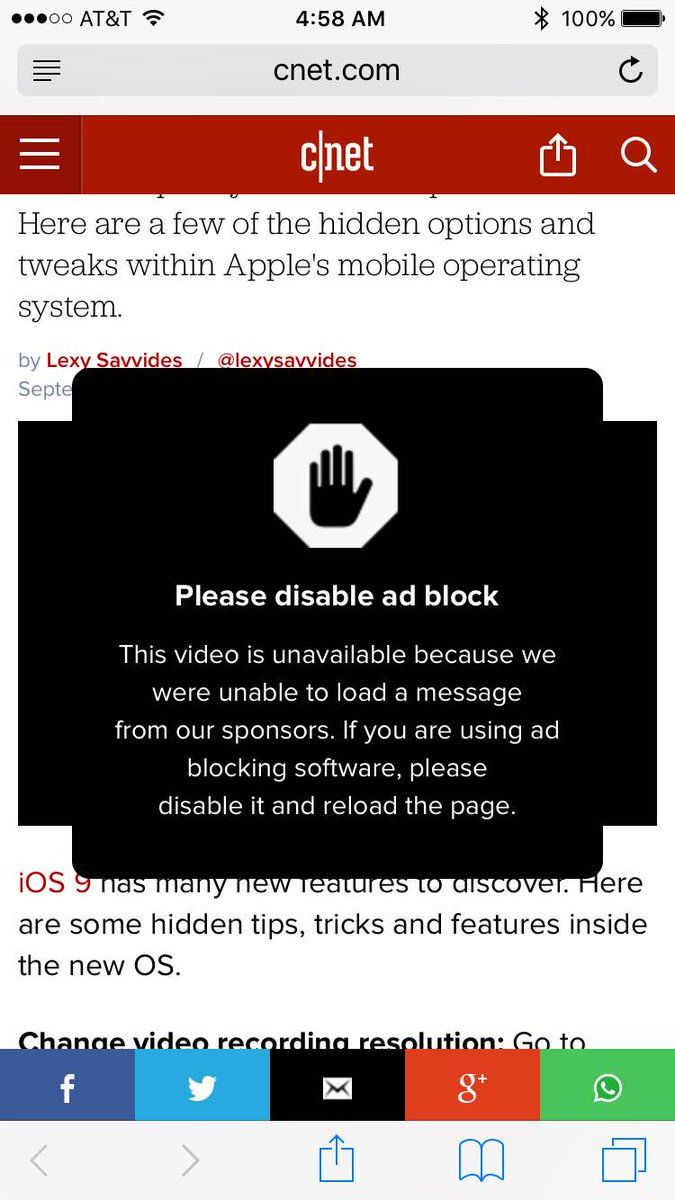 AT&T 4:58 AM 100%
cnet.com
c|net
Here are a few of the hidden options and
tweaks within Apple's mobile operating
system.
by Lexy Savvides / @lexysavvides
Septe
Please disable ad block
This video is unavailable because we
were unable to load a message
from our sponsors. If you are using ad
blocking software, please
disable it and reload the page.
iOS 9 has many new features to discover. Here
are some hidden tips, tricks and features inside
the new OS.
Change video recording resolution: Go to
f g+